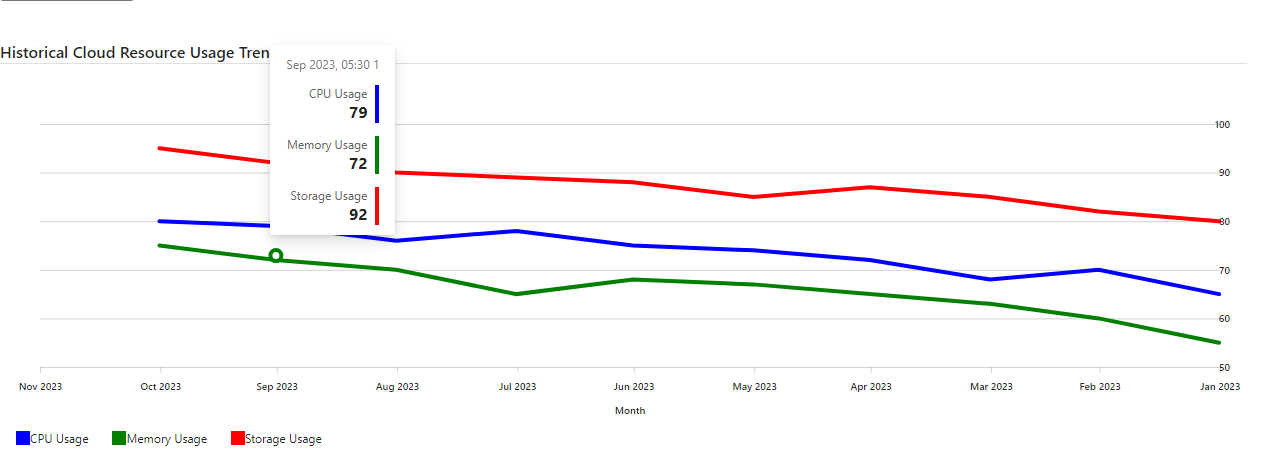 Historical Cloud Resource Usage Tren
Sep 2023, 05:30 1
CPU Usage
79
Memory Usage
72
Storage Usage
92
100
90
80
70
60
50
Nov 2023
Oct 2023
Sep 2023
Aug 2023
Jul 2023
Jun 2023
May 2023
Apr 2023
Mar 2023
Feb 2023
Jan 2023
Month
CPU Usage
Memory Usage
Storage Usage